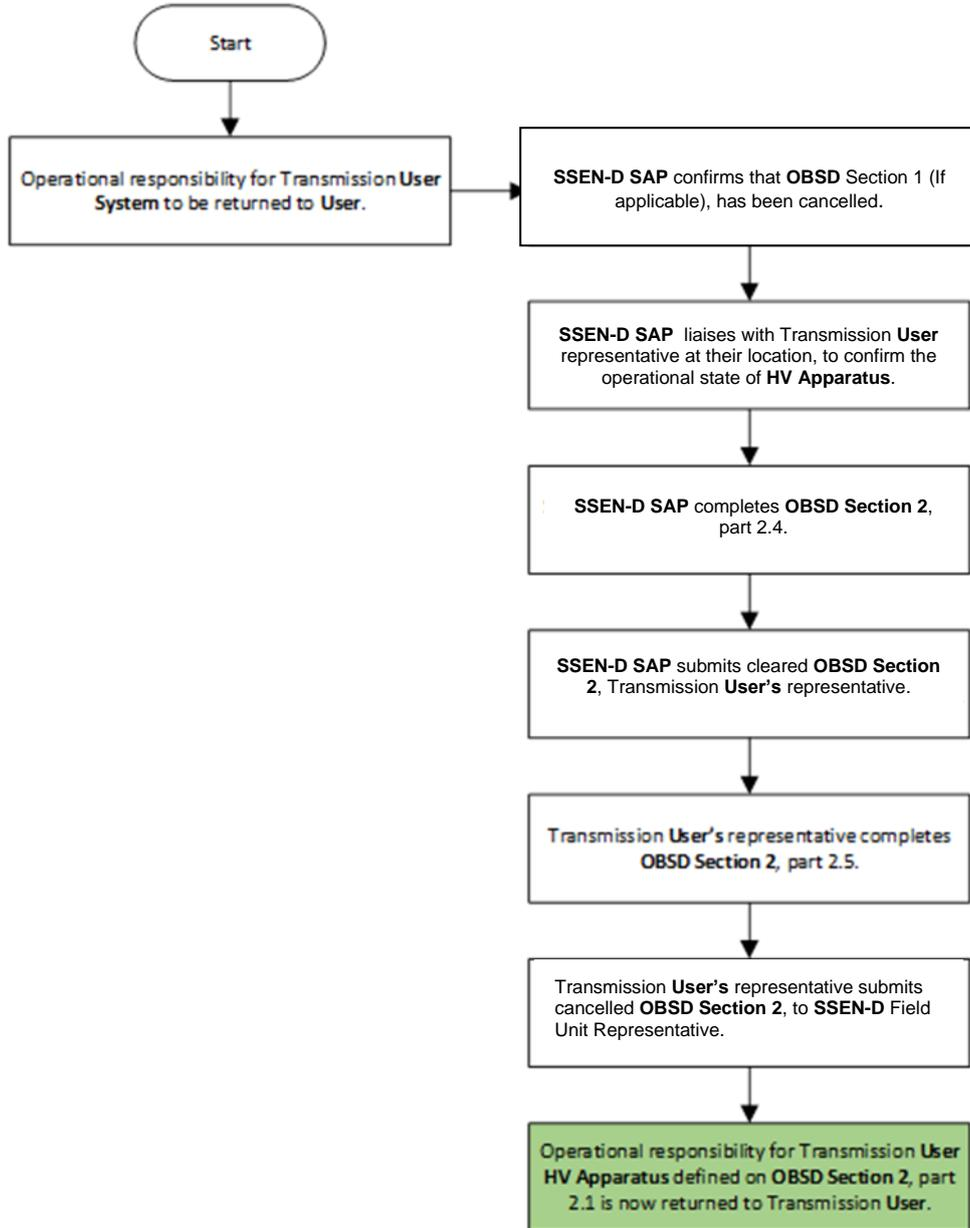 Start
Operational responsibility for Transmission User
System to be returned to User.
SSEN-D SAP confirms that OBSD Section 1 (If
applicable), has been cancelled.
SSEN-D SAP liaises with Transmission User
representative at their location, to confirm the
operational state of HV Apparatus.
SSEN-D SAP completes OBSD Section 2,
part 2.4.
SSEN-D SAP submits cleared OBSD Section
2, Transmission User’s representative.
Transmission User’s representative completes
OBSD Section 2, part 2.5.
Transmission User’s representative submits
cancelled OBSD Section 2, to SSEN-D Field
Unit Representative.
Operational responsibility for Transmission User
HV Apparatus defined on OBSD Section 2, part
2.1 is now returned to Transmission User.